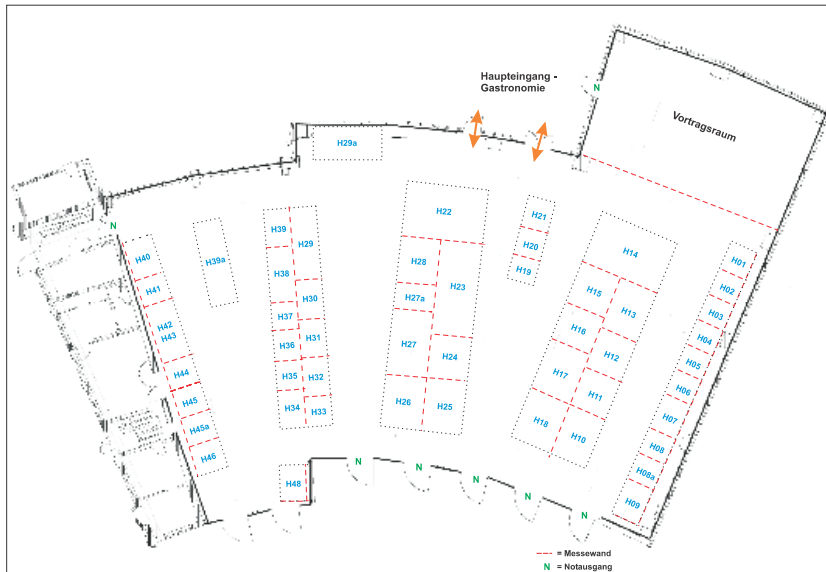 Haupteingang -
Gastronomie
N
Vortragsraum
H29a
N
H40
H41
H42
H43
H44
H45
H45a
H46
H39a
H39
H38
H37
H36
H35
H34
H29
H30
H31
H32
H33
H48
H22
H28
H27a
H27
H26
H23
H24
H25
H21
H20
H19
H14
H15
H16
H17
H18
H13
H12
H11
H10
H01
H02
H03
H04
H05
H06
H07
H08
H08a
H09
N
N
N
N
N
= Messewand
N = Notausgang